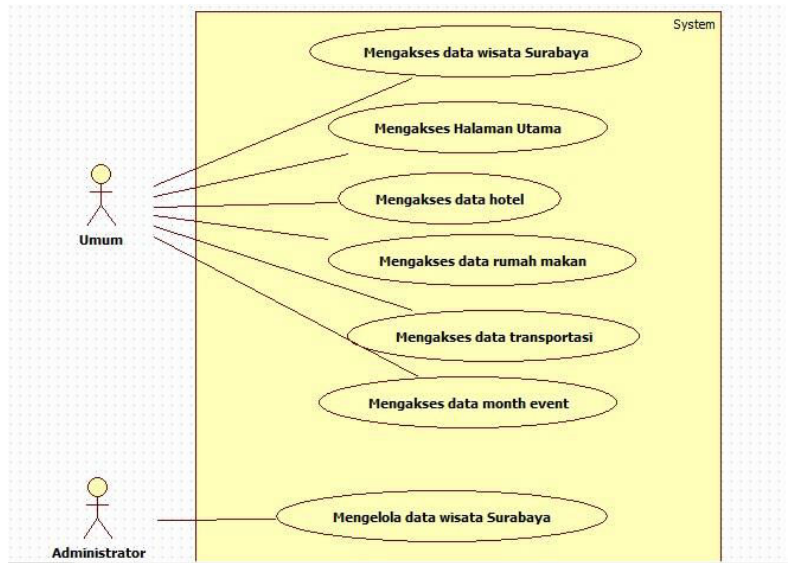 System
Mengakses data wisata Surabaya
Mengakses Halaman Utama
Mengakses data hotel
Umum
Mengakses data rumah makan
Mengakses data transportasi
Mengakses data month event
Mengelola data wisata Surabaya
Administrator